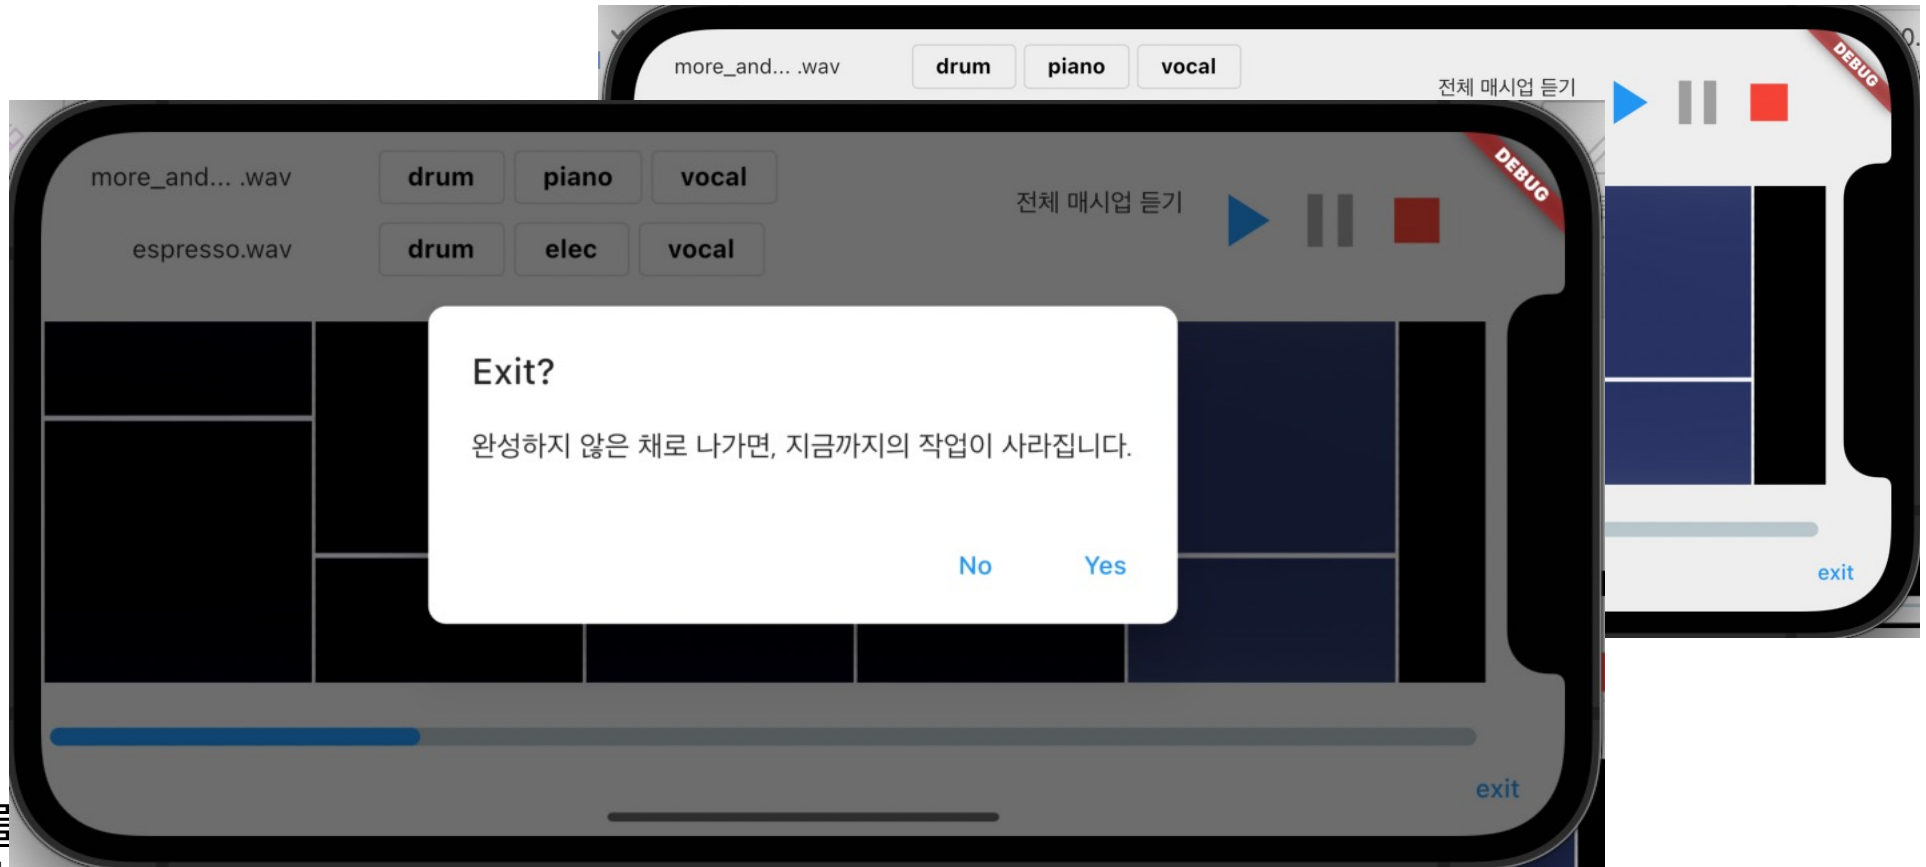 more_and... .wav drum piano vocal
전체 매시업 듣기
DEBUG
exit
more_and... .wav drum piano vocal
전체 매시업 듣기
DEBUG
espresso.wav drum elec vocal
Exit?
완성하지 않은 채로 나가면, 지금까지의 작업이 사라집니다.
No Yes
exit